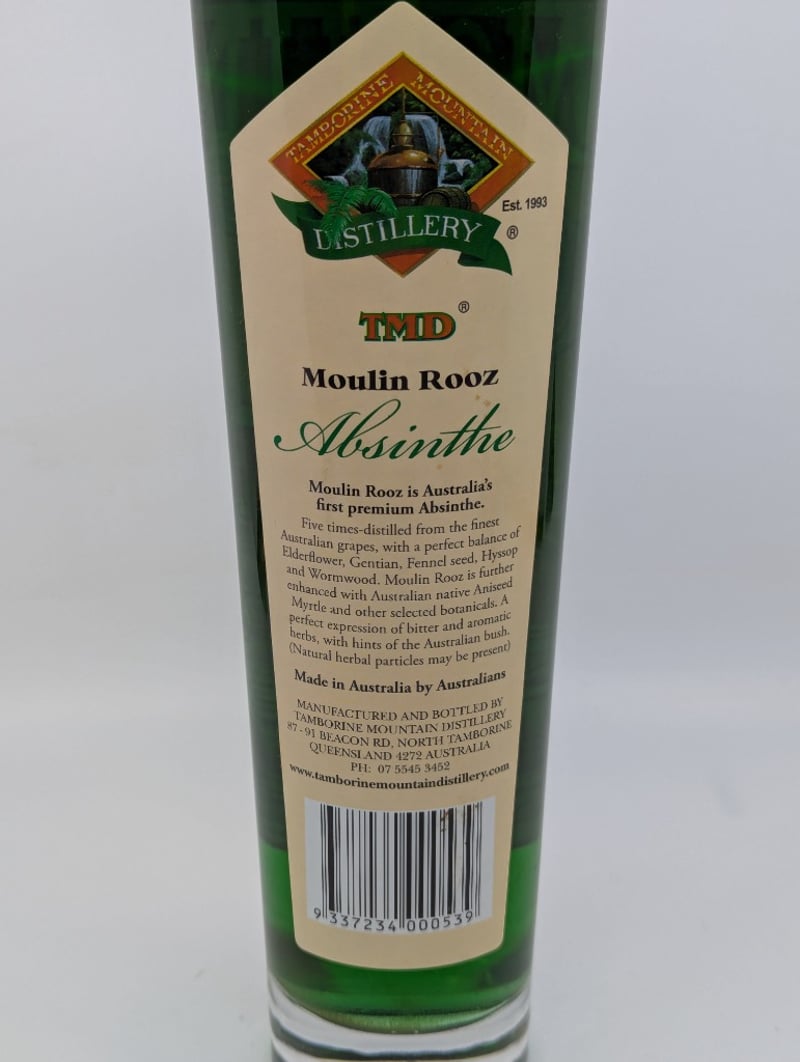 TAMBORINE MOUNTAIN
Est. 1993
DISTILLERY ®
TMD ®
Moulin Rooz
Absinthe
Moulin Rooz is Australia's
first premium Absinthe.
Five times-distilled from the finest
Australian grapes, with a perfect balance of
Elderflower, Gentian, Fennel seed, Hyssop
and Wormwood. Moulin Rooz is further
enhanced with Australian native Aniseed
Myrtle and other selected botanicals. A
perfect expression of bitter and aromatic
herbs, with hints of the Australian bush.
(Natural herbal particles may be present)
Made in Australia by Australians
MANUFACTURED AND BOTTLED BY
TAMBORINE MOUNTAIN DISTILLERY
87 - 91 BEACON RD, NORTH TAMBORINE
QUEENSLAND 4272 AUSTRALIA
PH: 07 5545 3452
www.tamborinemountaindistillery.com
9 337234 000539